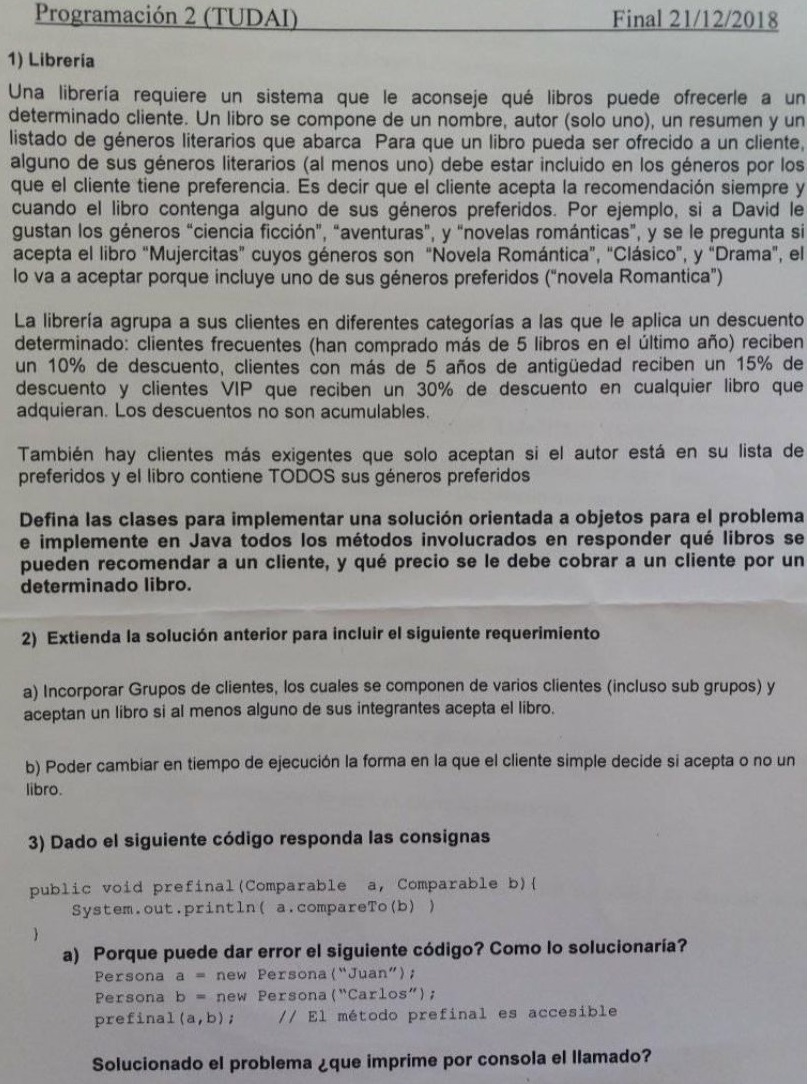 Programación 2 (TUDAI) Final 21/12/2018
1) Librería
Una librería requiere un sistema que le aconseje qué libros puede ofrecerle a un
determinado cliente. Un libro se compone de un nombre, autor (solo uno), un resumen y un
listado de géneros literarios que abarca Para que un libro pueda ser ofrecido a un cliente,
alguno de sus géneros literarios (al menos uno) debe estar incluido en los géneros por los
que el cliente tiene preferencia. Es decir que el cliente acepta la recomendación siempre y
cuando el libro contenga alguno de sus géneros preferidos. Por ejemplo, si a David le
gustan los géneros “ciencia ficción”, “aventuras”, y “novelas románticas”, y se le pregunta si
acepta el libro “Mujercitas” cuyos géneros son “Novela Romántica”, “Clásico”, y “Drama”, el
lo va a aceptar porque incluye uno de sus géneros preferidos (“novela Romantica”)
La librería agrupa a sus clientes en diferentes categorías a las que le aplica un descuento
determinado: clientes frecuentes (han comprado más de 5 libros en el último año) reciben
un 10% de descuento, clientes con más de 5 años de antigüedad reciben un 15% de
descuento y clientes VIP que reciben un 30% de descuento en cualquier libro que
adquieran. Los descuentos no son acumulables.
También hay clientes más exigentes que solo aceptan si el autor está en su lista de
preferidos y el libro contiene TODOS sus géneros preferidos
Defina las clases para implementar una solución orientada a objetos para el problema
e implemente en Java todos los métodos involucrados en responder qué libros se
pueden recomendar a un cliente, y qué precio se le debe cobrar a un cliente por un
determinado libro.
2) Extienda la solución anterior para incluir el siguiente requerimiento
a) Incorporar Grupos de clientes, los cuales se componen de varios clientes (incluso sub grupos) y
aceptan un libro si al menos alguno de sus integrantes acepta el libro.
b) Poder cambiar en tiempo de ejecución la forma en la que el cliente simple decide si acepta o no un
libro.
3) Dado el siguiente código responda las consignas
public void prefinal(Comparable a, Comparable b){
System.out.println( a.compareTo(b) )
}
a) Porque puede dar error el siguiente código? Como lo solucionaría?
Persona a = new Persona(“Juan”);
Persona b = new Persona(“Carlos”);
prefinal(a,b); // El método prefinal es accesible
Solucionado el problema ¿que imprime por consola el llamado?